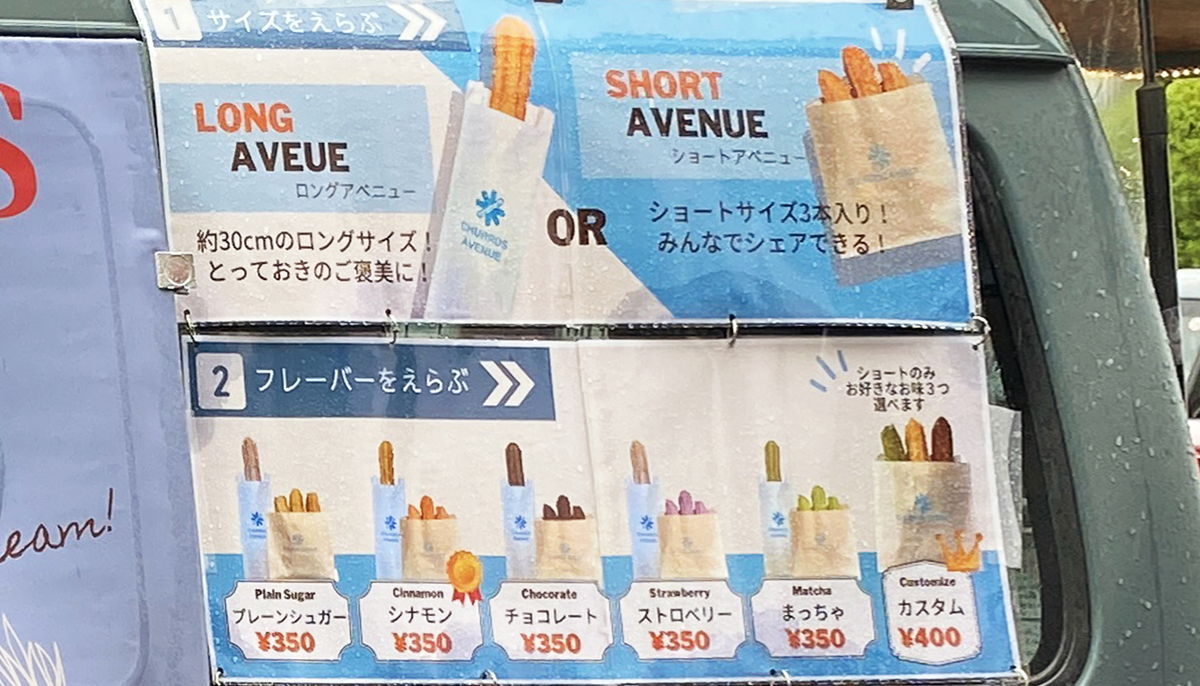 S
eam!
1 サイズをえらぶ
LONG
AVEUE
ロングアベニュー
約30cmのロングサイズ!
とっておきのご褒美に!
CHURROS
AVENUE
OR
SHORT
AVENUE
ショートアベニュー
ショートサイズ3本入り!
みんなでシェアできる!
2 フレーバーをえらぶ
ショートのみ
お好きなお味3つ
選べます
Plain Sugar
プレーンシュガー
¥350
Cinnamon
シナモン
¥350
Chocorate
チョコレート
¥350
Strawberry
ストロベリー
¥350
Matcha
まっちゃ
¥350
Customize
カスタム
¥400